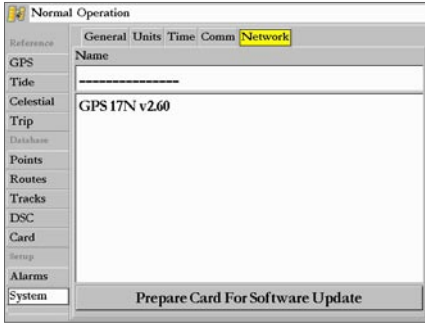 Normal Operation
General Units Time Comm Network
Reference
GPS
Tide
Celestial
Trip
Database
Points
Routes
Tracks
DSC
Card
Setup
Alarms
System
Name
---------------
GPS 17N v2.60
Prepare Card For Software Update